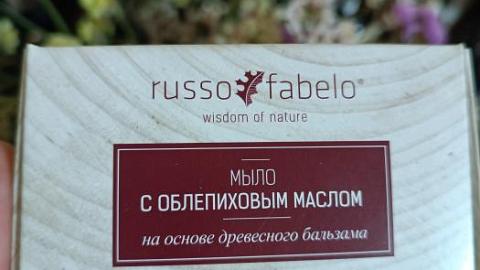 russo fabelo®
wisdom of nature
МЫЛО
С ОБЛЕПИХОВЫМ МАСЛОМ
на основе древесного бальзама